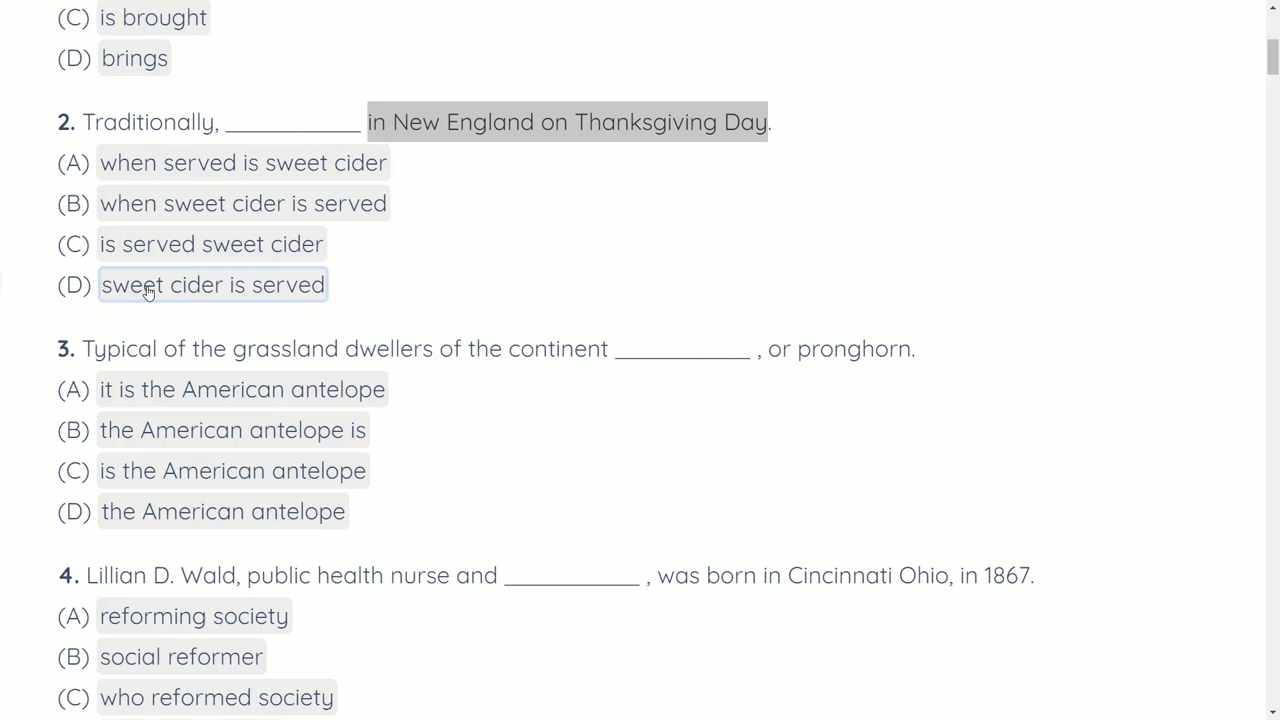 (C) is brought
(D) brings
2. Traditionally, ___________ in New England on Thanksgiving Day.
(A) when served is sweet cider
(B) when sweet cider is served
(C) is served sweet cider
(D) sweet cider is served
3. Typical of the grassland dwellers of the continent ___________ , or pronghorn.
(A) it is the American antelope
(B) the American antelope is
(C) is the American antelope
(D) the American antelope
4. Lillian D. Wald, public health nurse and ___________ , was born in Cincinnati Ohio, in 1867.
(A) reforming society
(B) social reformer
(C) who reformed society